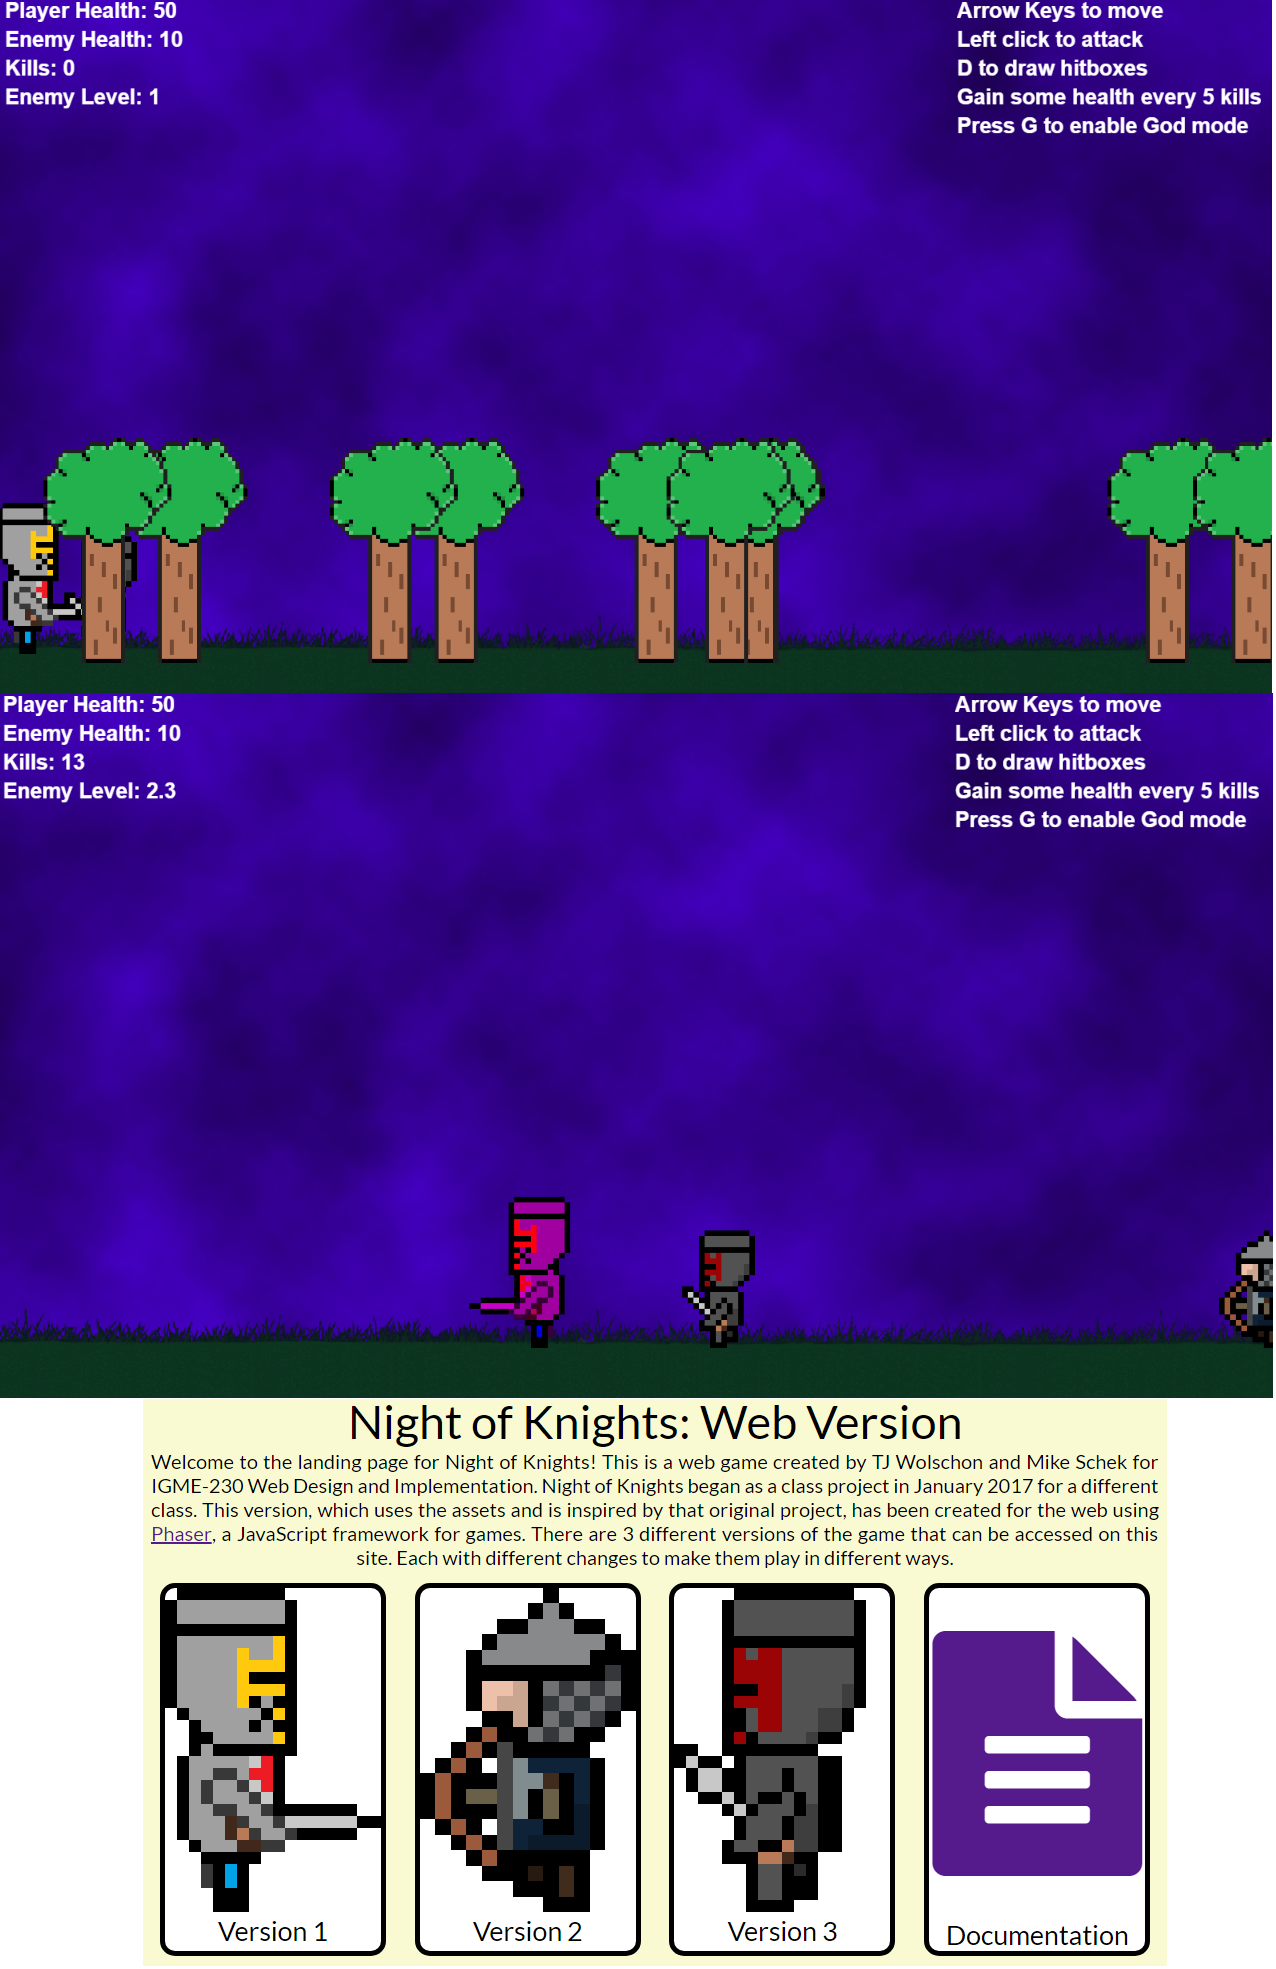 Player Health: 50
Enemy Health: 10
Kills: 0
Enemy Level: 1
Arrow Keys to move
Left click to attack
D to draw hitboxes
Gain some health every 5 kills
Press G to enable God mode
Player Health: 50
Enemy Health: 10
Kills: 13
Enemy Level: 2.3
Arrow Keys to move
Left click to attack
D to draw hitboxes
Gain some health every 5 kills
Press G to enable God mode
Night of Knights: Web Version
Welcome to the landing page for Night of Knights! This is a web game created by TJ Wolschon and Mike Schek for
IGME-230 Web Design and Implementation. Night of Knights began as a class project in January 2017 for a different
class. This version, which uses the assets and is inspired by that original project, has been created for the web using
Phaser, a JavaScript framework for games. There are 3 different versions of the game that can be accessed on this
site. Each with different changes to make them play in different ways.
Version 1
Version 2
Version 3
Documentation